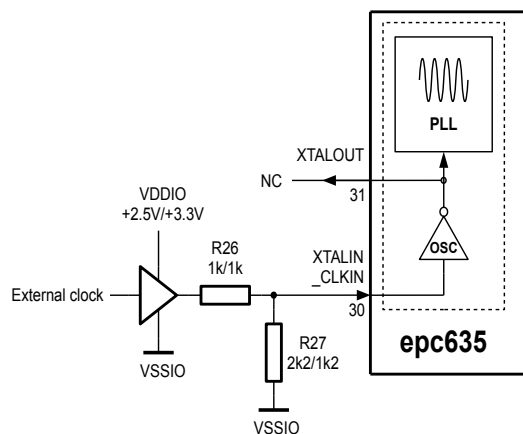 PLL
XTALOUT
NC
31
VDDIO
+2.5V/+3.3V
OSC
R26
1k/1k
XTALIN
_CLKIN
External clock
30
epc635
R27
2k2/1k2
VSSIO
VSSIO